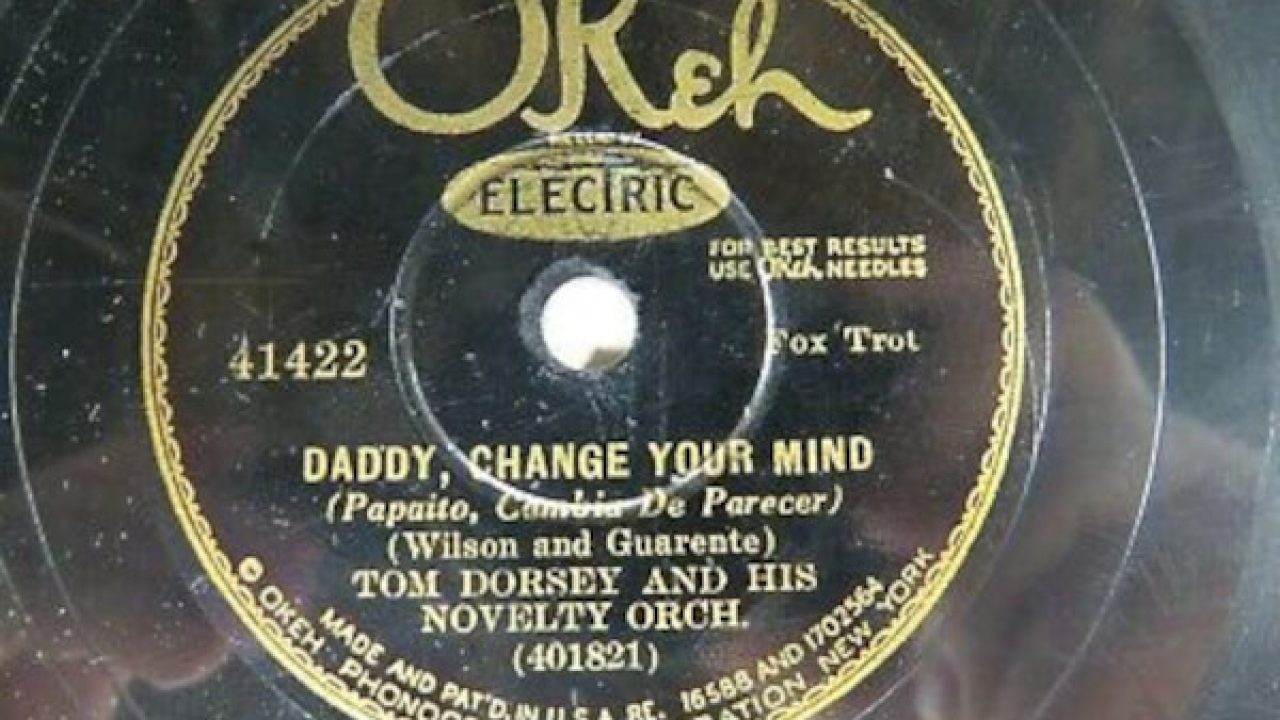 OKeh
ELECTRIC
FOR BEST RESULTS
USE OKeh NEEDLES
41422
Fox Trot
DADDY, CHANGE YOUR MIND
(Papaito, Cambia De Parecer)
(Wilson and Guarente)
TOM DORSEY AND HIS
NOVELTY ORCH.
(401821)
MADE AND PAT'D. IN U.S.A. RE. 16588 AND 1702564
OKEH NEW YORK